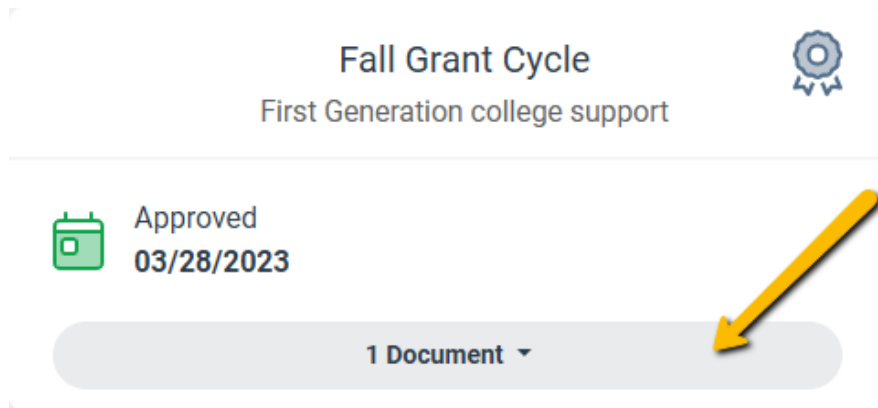 Fall Grant Cycle
First Generation college support
Approved
03/28/2023
1 Document